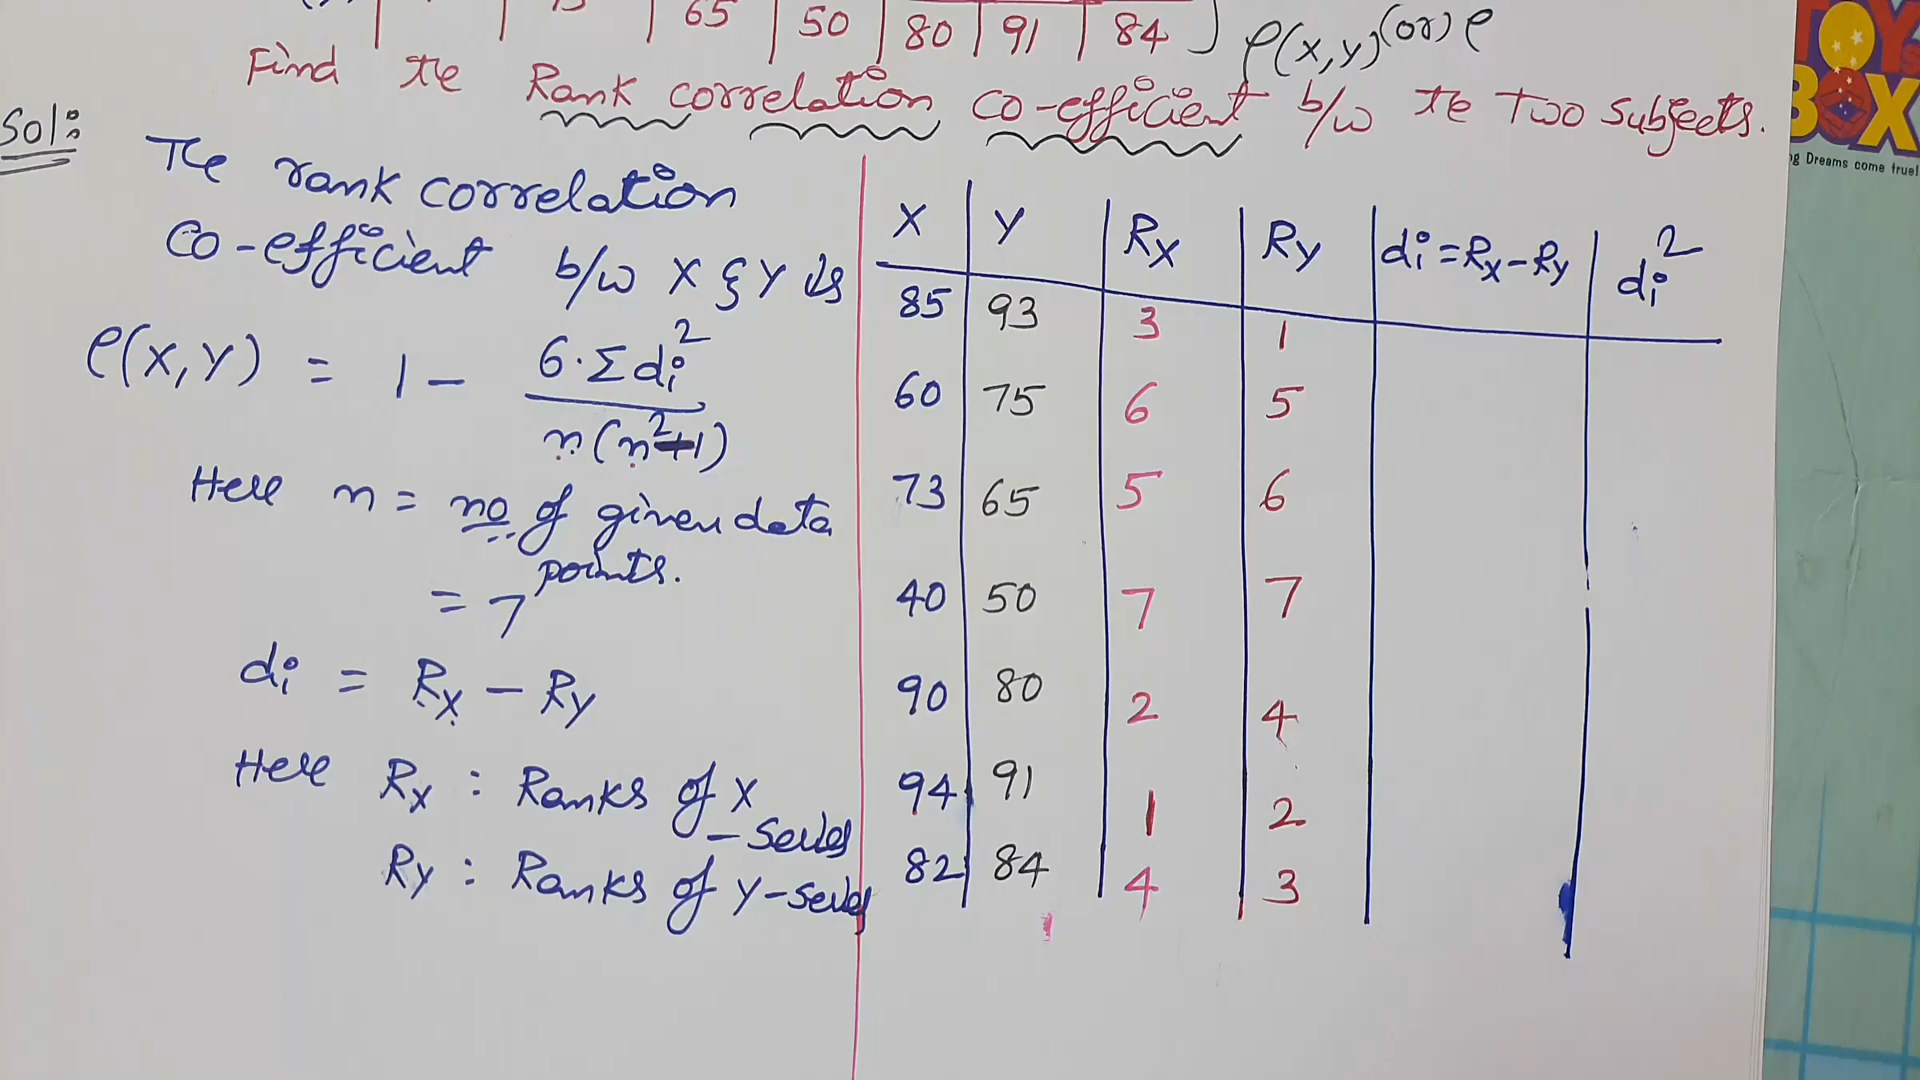 65 | 50 | 80 | 91 | 84
ρ(X,Y) (or) ρ
Find the Rank correlation co-efficient b/w the Two subjects.
Sol:
The rank correlation
co-efficient b/w X & Y is
ρ(X,Y) = 1 - 6·Σdi² / n(n²-1)
Here n = no of given data
points.
= 7
di = Rx - Ry
Here Rx : Ranks of X
- Series
Ry : Ranks of Y-Series
X | Y | Rx | Ry | di = Rx - Ry | di²
85 | 93 | 3 | 1
60 | 75 | 6 | 5
73 | 65 | 5 | 6
40 | 50 | 7 | 7
90 | 80 | 2 | 4
94 | 91 | 1 | 2
82 | 84 | 4 | 3
TOYS
BOX
Dreams come true!